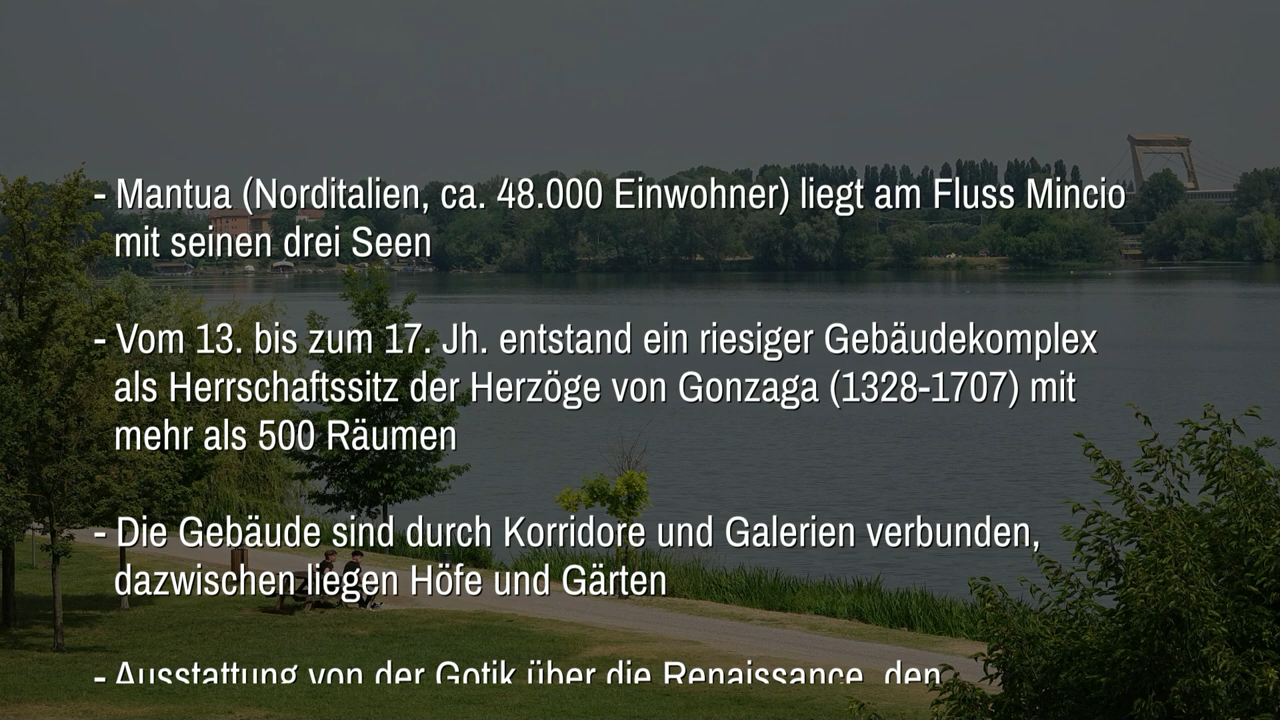 - Mantua (Norditalien, ca. 48.000 Einwohner) liegt am Fluss Mincio
mit seinen drei Seen
- Vom 13. bis zum 17. Jh. entstand ein riesiger Gebäudekomplex
als Herrschaftssitz der Herzöge von Gonzaga (1328-1707) mit
mehr als 500 Räumen
- Die Gebäude sind durch Korridore und Galerien verbunden,
dazwischen liegen Höfe und Gärten
- Ausstattung von der Gotik über die Renaissance, den